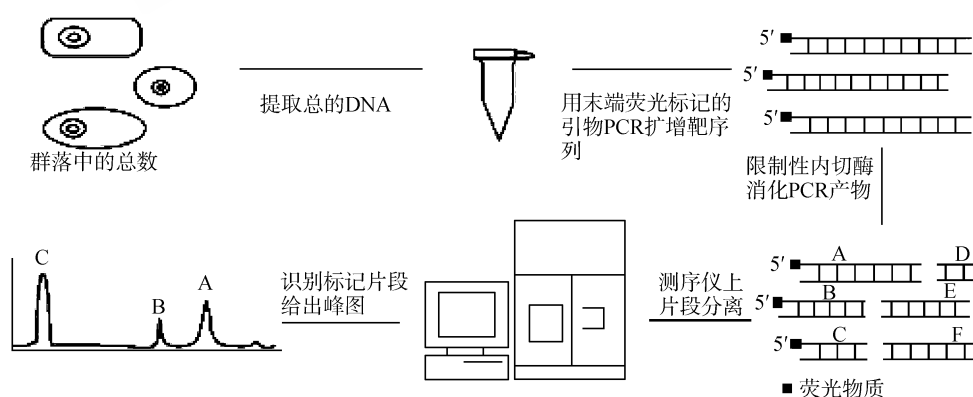 5′
5′
5′
提取总的DNA
用末端荧光标记的
引物PCR扩增靶序
列
群落中的总数
限制性内切酶
消化PCR产物
C
B
A
识别标记片段
给出峰图
测序仪上
片段分离
5′ A D
5′ B E
5′ C F
■ 荧光物质